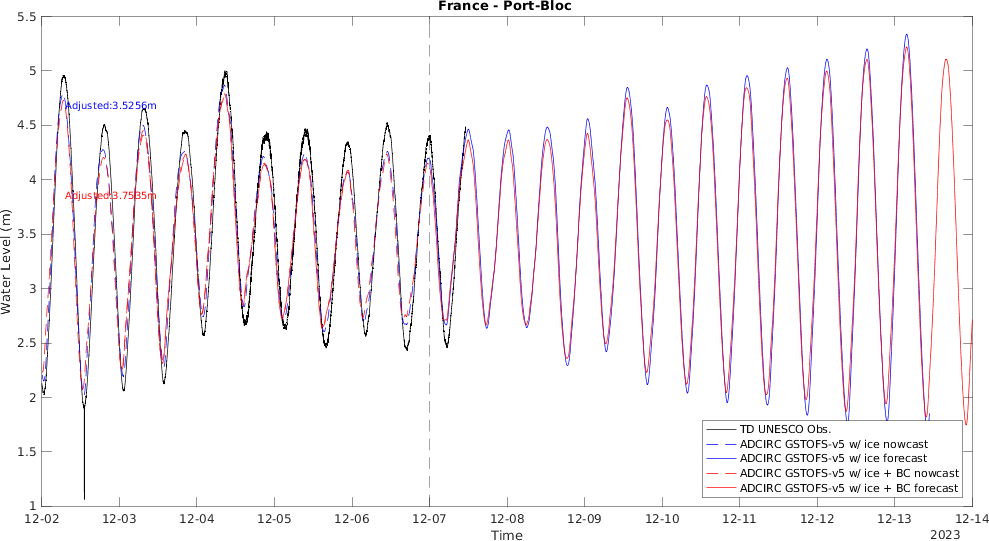 France - Port-Bloc
5.5
5
4.5
4
3.5
3
2.5
2
1.5
1
Water Level (m)
Adjusted:3.5256m
Adjusted:3.7535m
TD UNESCO Obs.
ADCIRC GSTOFS-v5 w/ ice nowcast
ADCIRC GSTOFS-v5 w/ ice forecast
ADCIRC GSTOFS-v5 w/ ice + BC nowcast
ADCIRC GSTOFS-v5 w/ ice + BC forecast
12-02 12-03 12-04 12-05 12-06 12-07 12-08 12-09 12-10 12-11 12-12 12-13 12-14
Time
2023